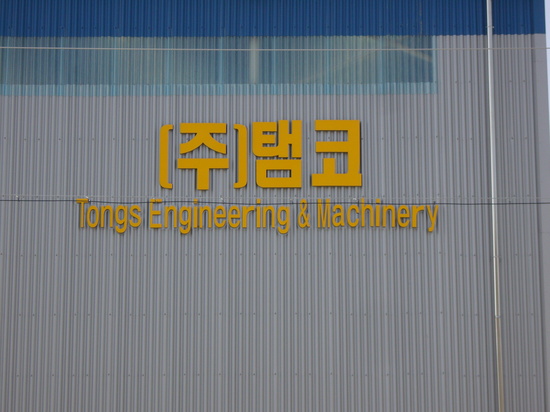 (주)탬코
Tongs Engineering & Machinery